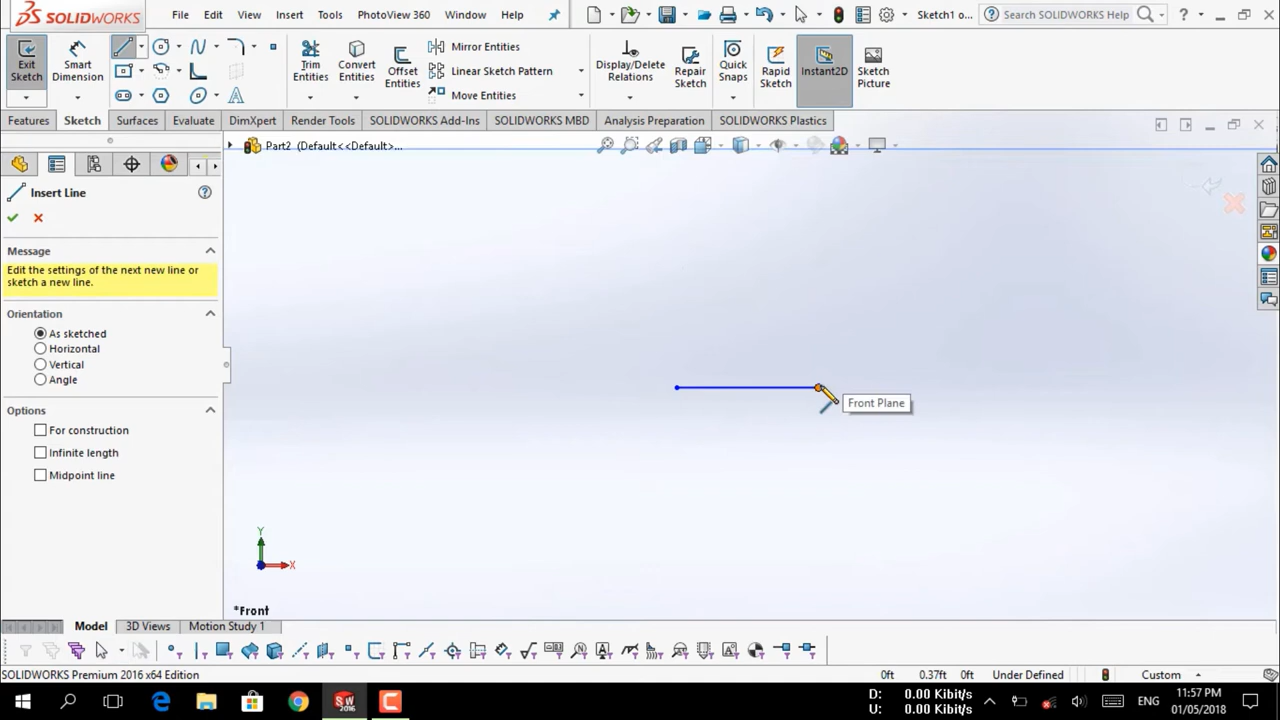 SOLIDWORKS File Edit View Insert Tools PhotoView 360 Window Help Sketch1 o... Search SOLIDWORKS Help ?
Exit Sketch
Smart Dimension
Trim Entities
Convert Entities
Offset Entities
Mirror Entities
Linear Sketch Pattern
Move Entities
Display/Delete Relations
Repair Sketch
Quick Snaps
Rapid Sketch
Instant2D
Sketch Picture
Features Sketch Surfaces Evaluate DimXpert Render Tools SOLIDWORKS Add-Ins SOLIDWORKS MBD Analysis Preparation SOLIDWORKS Plastics
Part2 (Default<<Default>...
Insert Line
Message
Edit the settings of the next new line or
sketch a new line.
Orientation
As sketched
Horizontal
Vertical
Angle
Options
For construction
Infinite length
Midpoint line
Front Plane
Y
X
*Front
Model 3D Views Motion Study 1
SOLIDWORKS Premium 2016 x64 Edition 0ft 0.37ft 0ft Under Defined Custom
D: 0.00 Kibit/s
U: 0.00 Kibit/s
ENG
11:57 PM
01/05/2018